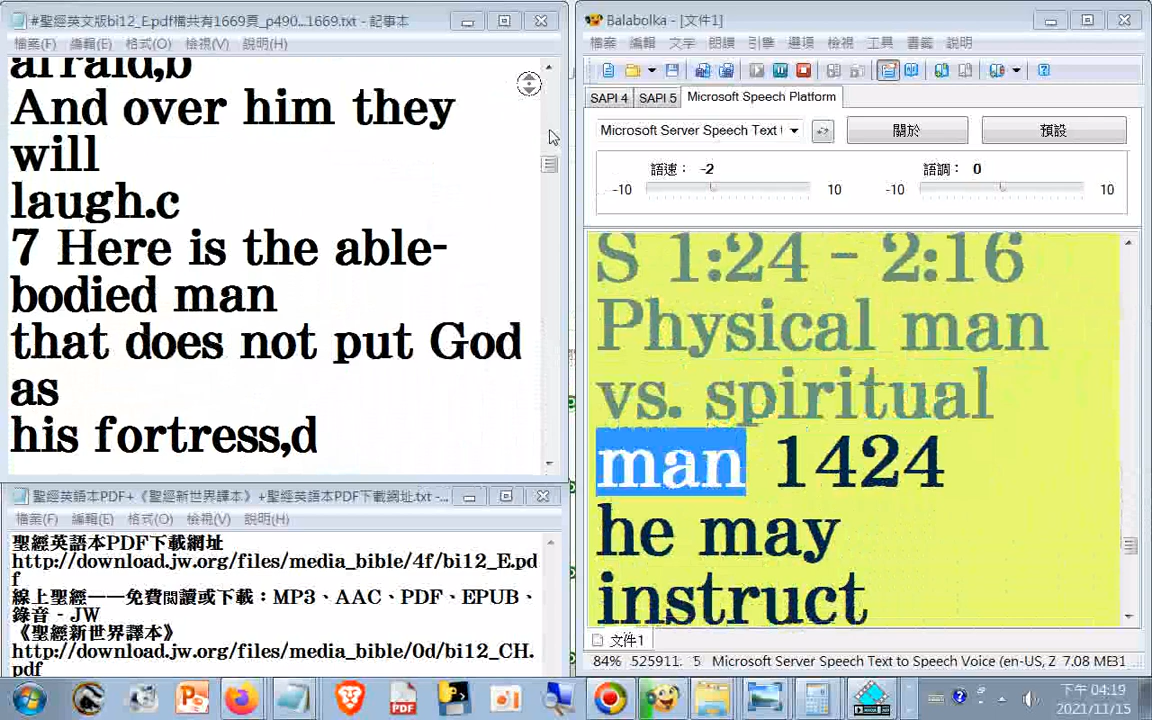 #聖經英文版bi12_E.pdf檔共有1669頁_p490...1669.txt - 記事本
檔案(F) 編輯(E) 格式(O) 檢視(V) 說明(H)
afraid,b
And over him they
will
laugh.c
7 Here is the able-
bodied man
that does not put God
as
his fortress,d
聖經英語本PDF+《聖經新世界譯本》+聖經英語本PDF下載網址.txt -...
檔案(F) 編輯(E) 格式(O) 檢視(V) 說明(H)
聖經英語本PDF下載網址
http://download.jw.org/files/media_bible/4f/bi12_E.pd
f
線上聖經——免費閱讀或下載：MP3、AAC、PDF、EPUB、
錄音 - JW
《聖經新世界譯本》
http://download.jw.org/files/media_bible/0d/bi12_CH.
pdf
Balabolka - [文件1]
檔案 編輯 文字 朗讀 引擎 選項 檢視 工具 書籤 說明
SAPI 4 SAPI 5 Microsoft Speech Platform
Microsoft Server Speech Text 關於 預設
語速： -2 語調： 0
-10 10 -10 10
S 1:24 - 2:16
Physical man
vs. spiritual
man 1424
he may
instruct
文件1
84% 525911. 5 Microsoft Server Speech Text to Speech Voice (en-US, Z 7.08 MB
PDF
下午 04:19
2021/11/15